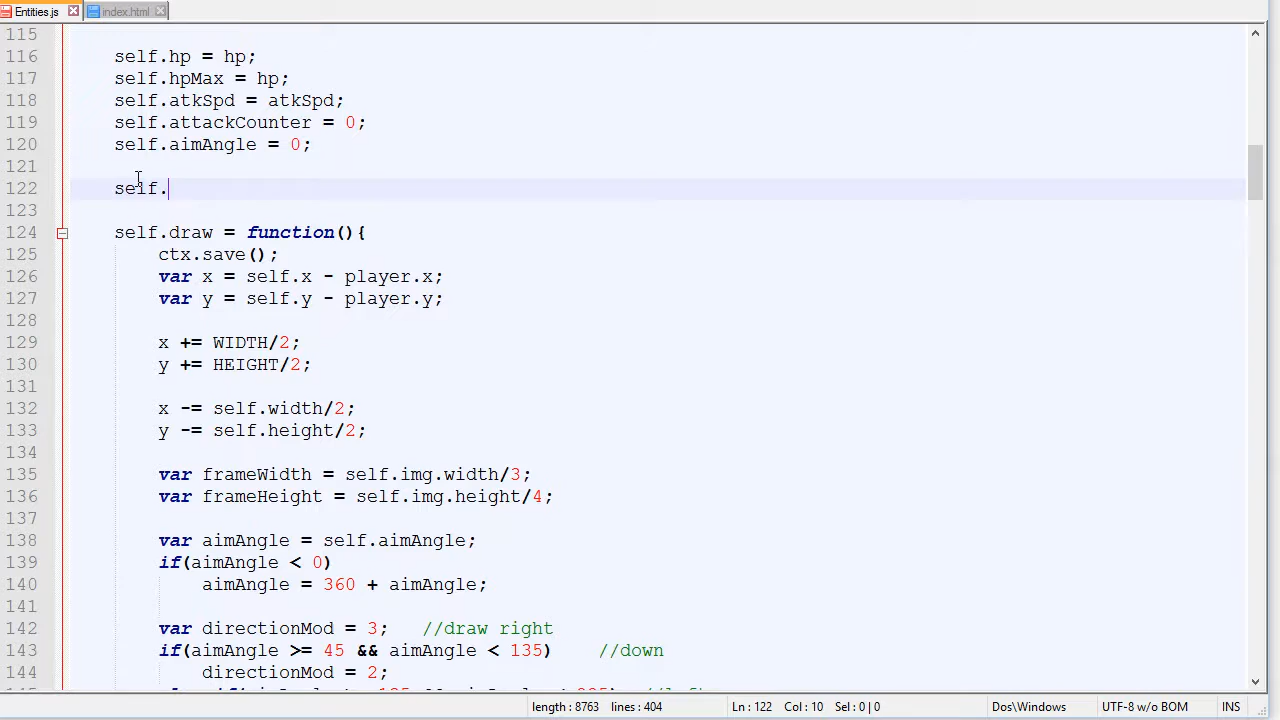 Entities.js index.html
115
116 self.hp = hp;
117 self.hpMax = hp;
118 self.atkSpd = atkSpd;
119 self.attackCounter = 0;
120 self.aimAngle = 0;
121
122 self.
123
124 self.draw = function(){
125 ctx.save();
126 var x = self.x - player.x;
127 var y = self.y - player.y;
128
129 x += WIDTH/2;
130 y += HEIGHT/2;
131
132 x -= self.width/2;
133 y -= self.height/2;
134
135 var frameWidth = self.img.width/3;
136 var frameHeight = self.img.height/4;
137
138 var aimAngle = self.aimAngle;
139 if(aimAngle < 0)
140 aimAngle = 360 + aimAngle;
141
142 var directionMod = 3; //draw right
143 if(aimAngle >= 45 && aimAngle < 135) //down
144 directionMod = 2;
length : 8763 lines : 404 Ln : 122 Col : 10 Sel : 0 | 0 Dos\Windows UTF-8 w/o BOM INS